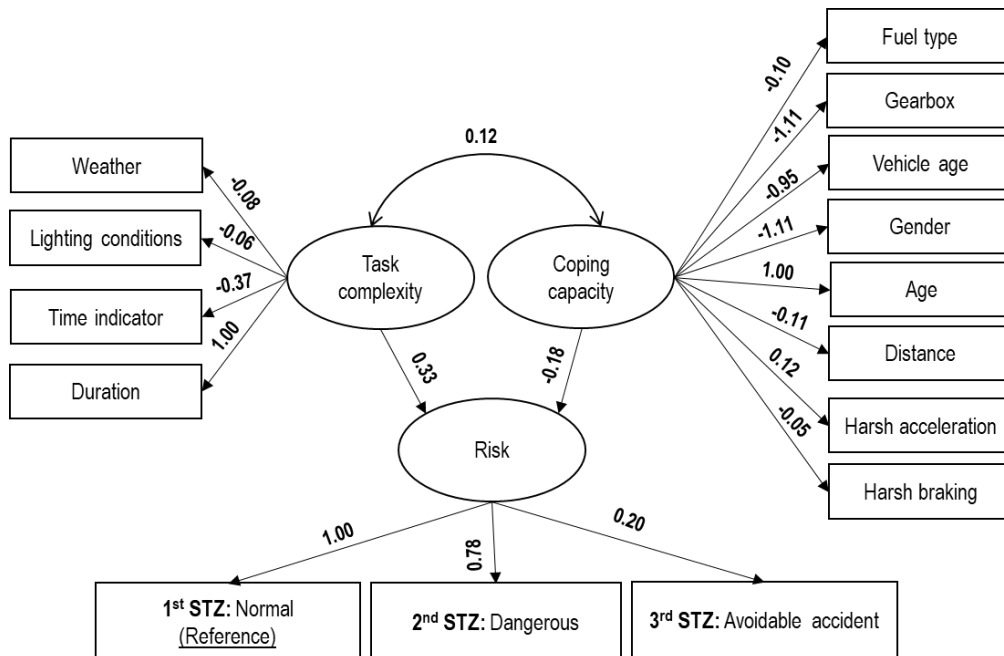 Fuel type
-0.10
Gearbox
-1.11
0.12
Weather
-0.08
Vehicle age
-0.95
Lighting conditions
-0.06
Task
complexity
Coping
capacity
Gender
-1.11
Time indicator
-0.37
Age
1.00
Duration
1.00
Distance
-0.11
0.33
-0.18
Harsh acceleration
0.12
Risk
Harsh braking
-0.05
1.00
0.78
0.20
1st STZ: Normal
(Reference)
2nd STZ: Dangerous
3rd STZ: Avoidable accident